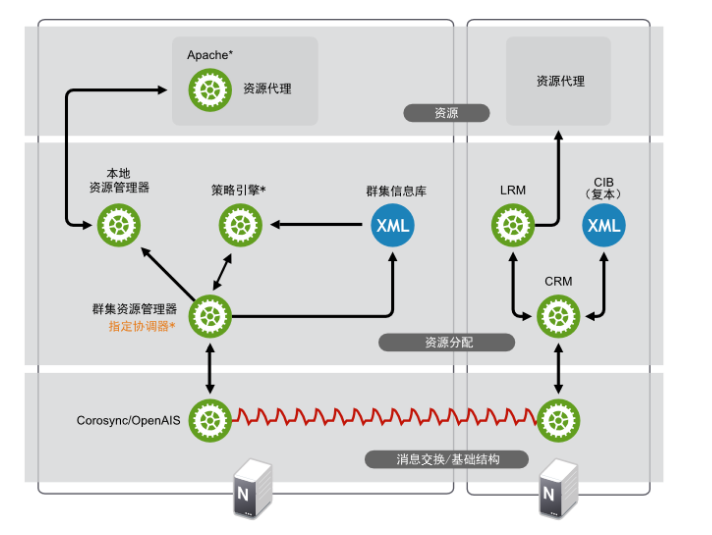 Apache*
资源代理
资源代理
资源
本地
资源管理器
策略引擎*
群集信息库
LRM
CIB
（复本）
XML
XML
群集资源管理器
指定协调器*
CRM
资源分配
Corosync/OpenAIS
消息交换/基础结构
N
N